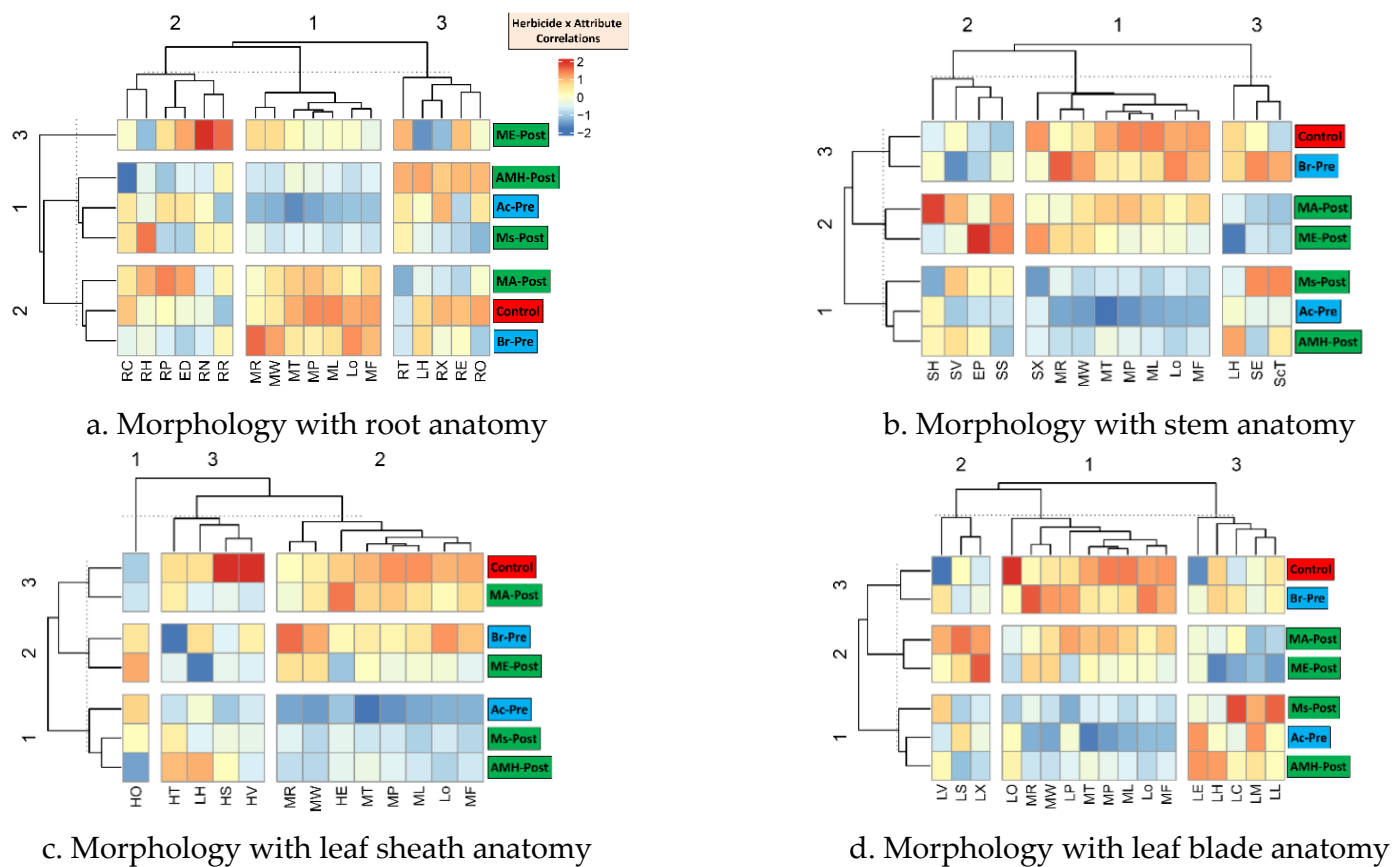 2 1 3
Herbicide x Attribute
Correlations
2
1
0
−1
−2
3 ME-Post
AMH-Post
1 Ac-Pre
Ms-Post
MA-Post
2 Control
Br-Pre
RC RH RP ED RN RR MR MW MT MP ML Lo MF RT LH RX RE RO
a. Morphology with root anatomy
2 1 3
Control
3 Br-Pre
MA-Post
2 ME-Post
Ms-Post
1 Ac-Pre
AMH-Post
SH SV EP SS SX MR MW MT MP ML Lo MF LH SE ScT
b. Morphology with stem anatomy
1 3 2
Control
3 MA-Post
Br-Pre
2 ME-Post
Ac-Pre
1 Ms-Post
AMH-Post
HO HT LH HS HV MR MW HE MT MP ML Lo MF
c. Morphology with leaf sheath anatomy
2 1 3
Control
3 Br-Pre
MA-Post
2 ME-Post
Ms-Post
1 Ac-Pre
AMH-Post
LV LS LX LO MR MW LP MT MP ML Lo MF LE LH LC LM LL
d. Morphology with leaf blade anatomy